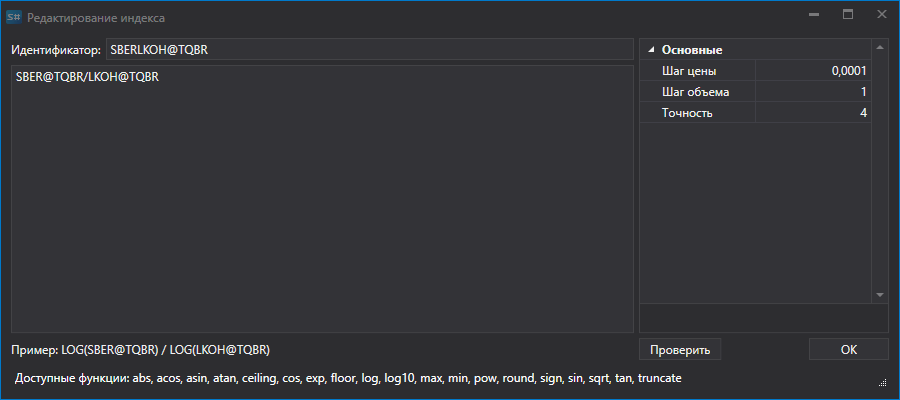 S# Редактирование индекса
Идентификатор: SBERLKOH@TQBR
SBER@TQBR/LKOH@TQBR
Основные
Шаг цены 0,0001
Шаг объема 1
Точность 4
Пример: LOG(SBER@TQBR) / LOG(LKOH@TQBR)
Проверить
OK
Доступные функции: abs, acos, asin, atan, ceiling, cos, exp, floor, log, log10, max, min, pow, round, sign, sin, sqrt, tan, truncate